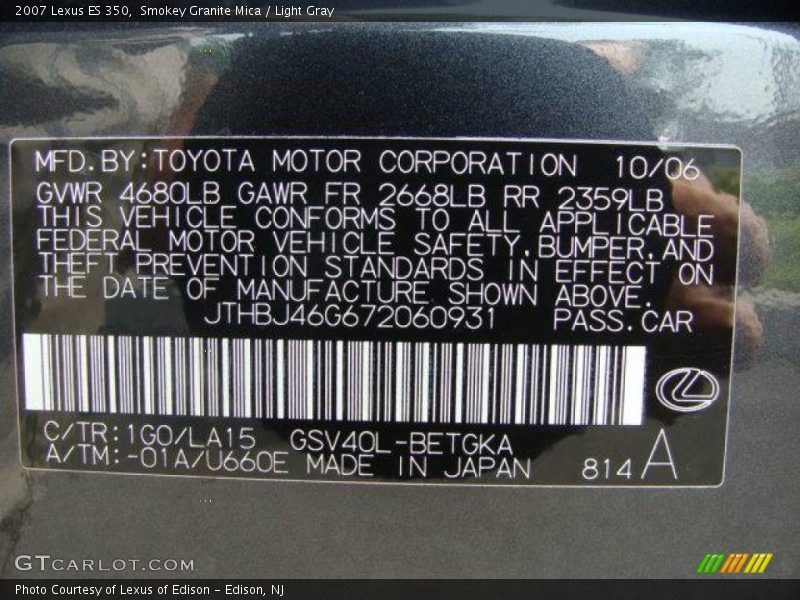 2007 Lexus ES 350, Smokey Granite Mica / Light Gray
MFD.BY:TOYOTA MOTOR CORPORATION 10/06
GVWR 4680LB GAWR FR 2668LB RR 2359LB
THIS VEHICLE CONFORMS TO ALL APPLICABLE
FEDERAL MOTOR VEHICLE SAFETY,BUMPER,AND
THEFT PREVENTION STANDARDS IN EFFECT ON
THE DATE OF MANUFACTURE SHOWN ABOVE.
JTHBJ46G672060931 PASS.CAR
C/TR:1G0/LA15 GSV40L-BETGKA
A/TM:-01A/U660E MADE IN JAPAN 814 A
GTCARLOT.COM
Photo Courtesy of Lexus of Edison - Edison, NJ